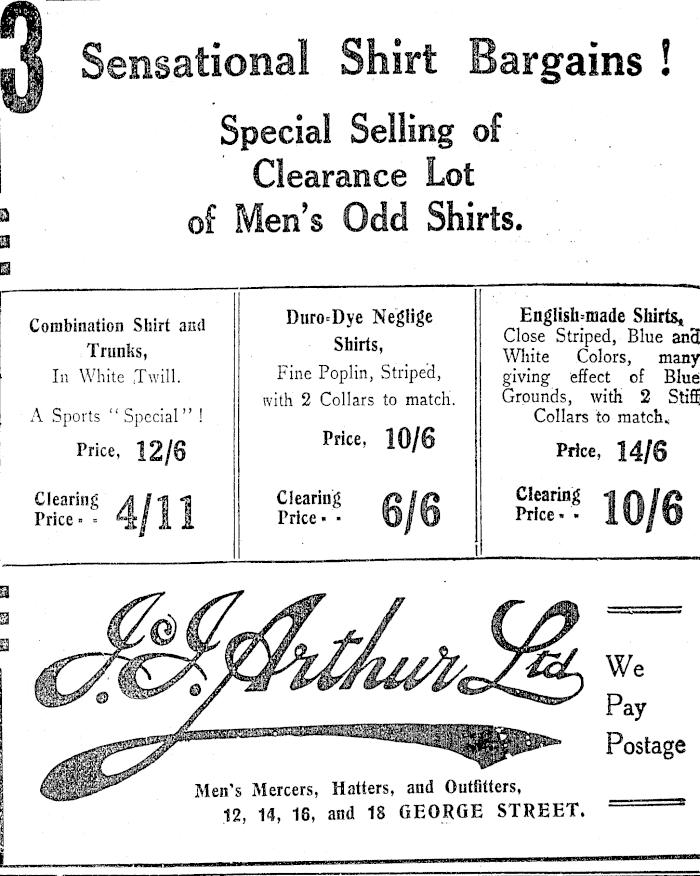 3 Sensational Shirt Bargains !
Special Selling of
Clearance Lot
of Men's Odd Shirts.
Combination Shirt and
Trunks,
In White Twill.
A Sports "Special" !
Price, 12/6
Clearing
Price - - 4/11
Duro-Dye Neglige
Shirts,
Fine Poplin, Striped,
with 2 Collars to match.
Price, 10/6
Clearing
Price - - 6/6
English-made Shirts,
Close Striped, Blue and
White Colors, many
giving effect of Blue
Grounds, with 2 Stiff
Collars to match.
Price, 14/6
Clearing
Price - - 10/6
J. & J. Arthur Ltd
We
Pay
Postage
Men's Mercers, Hatters, and Outfitters,
12, 14, 16, and 18 GEORGE STREET.